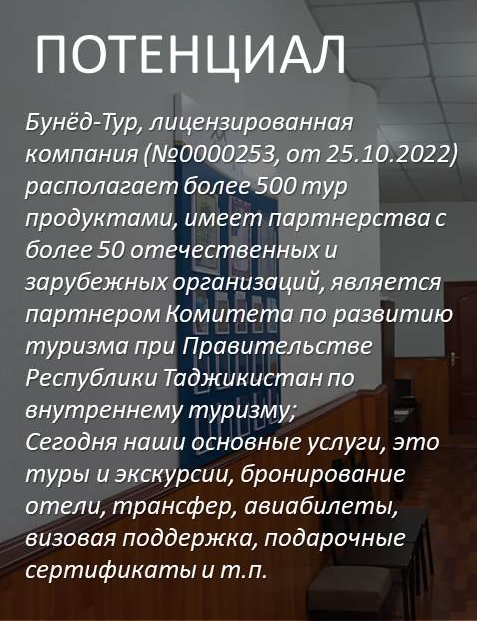 ПОТЕНЦИАЛ
Бунёд-Тур, лицензированная
компания (№0000253, от 25.10.2022)
располагает более 500 тур
продуктами, имеет партнерства с
более 50 отечественных и
зарубежных организаций, является
партнером Комитета по развитию
туризма при Правительстве
Республики Таджикистан по
внутреннему туризму;
Сегодня наши основные услуги, это
туры и экскурсии, бронирование
отели, трансфер, авиабилеты,
визовая поддержка, подарочные
сертификаты и т.п.